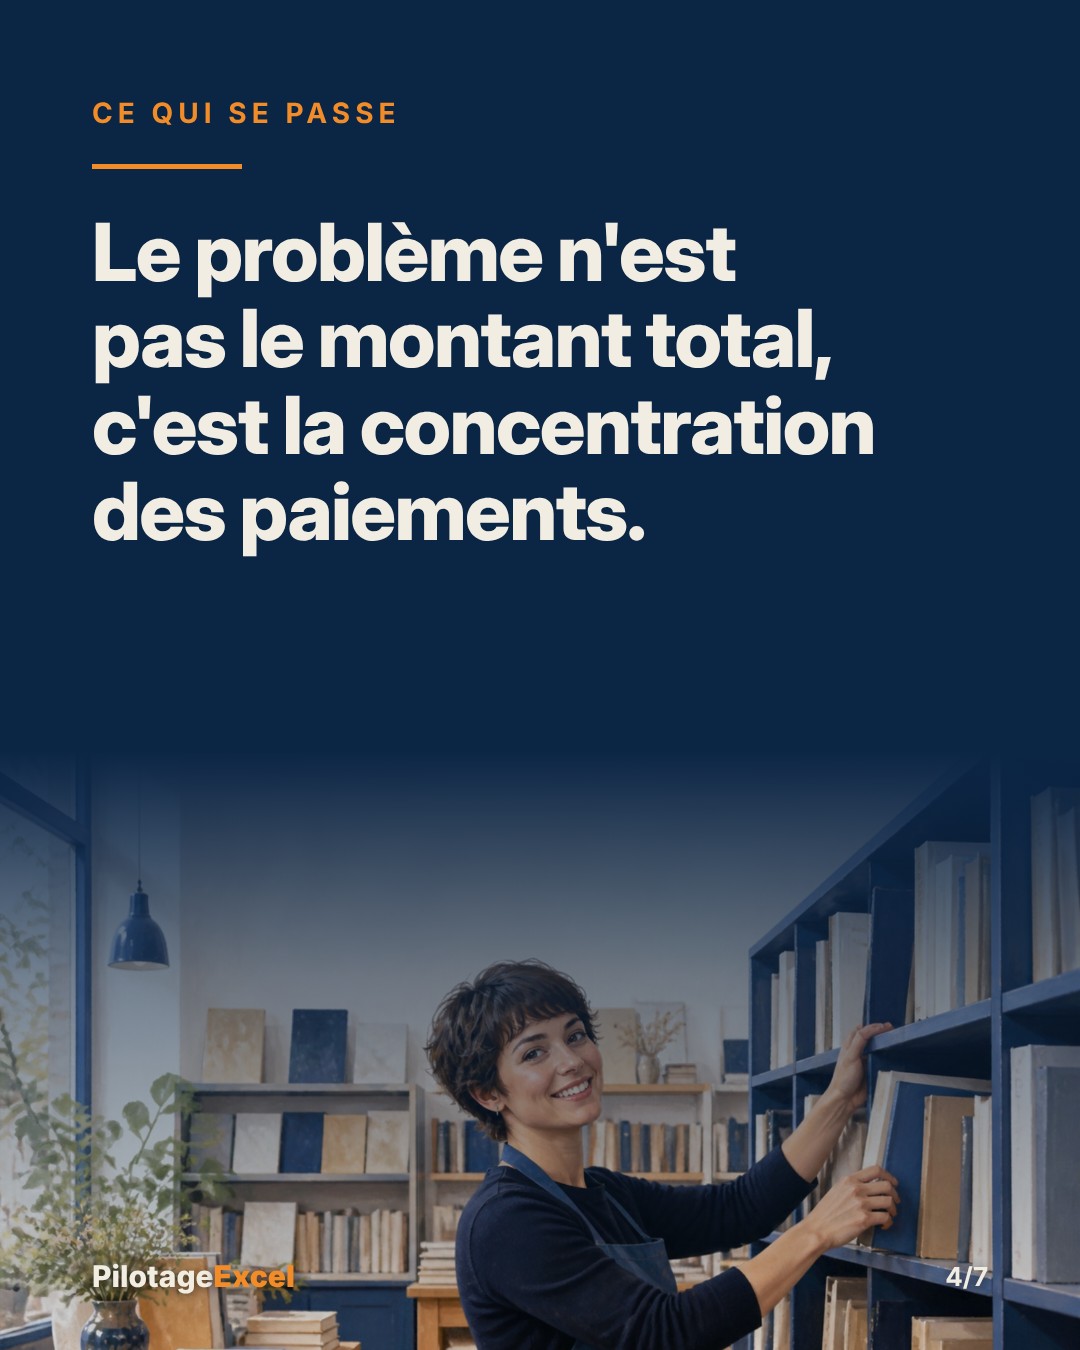 CE QUI SE PASSE
Le problème n'est
pas le montant total,
c'est la concentration
des paiements.
PilotageExcel
4/7